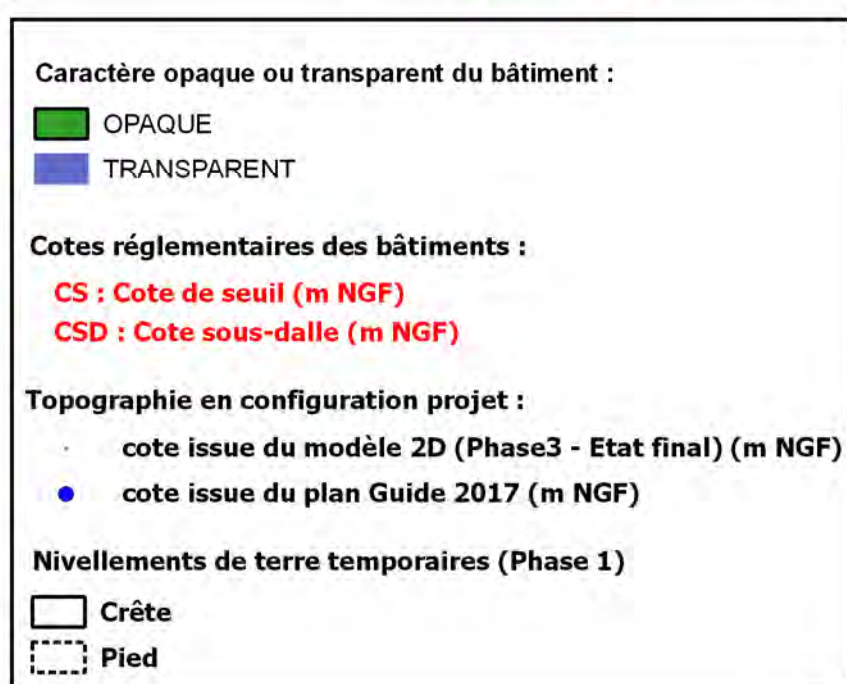 Caractère opaque ou transparent du bâtiment :
OPAQUE
TRANSPARENT
Cotes réglementaires des bâtiments :
CS : Cote de seuil (m NGF)
CSD : Cote sous-dalle (m NGF)
Topographie en configuration projet :
cote issue du modèle 2D (Phase3 - Etat final) (m NGF)
cote issue du plan Guide 2017 (m NGF)
Nivellements de terre temporaires (Phase 1)
Crête
Pied